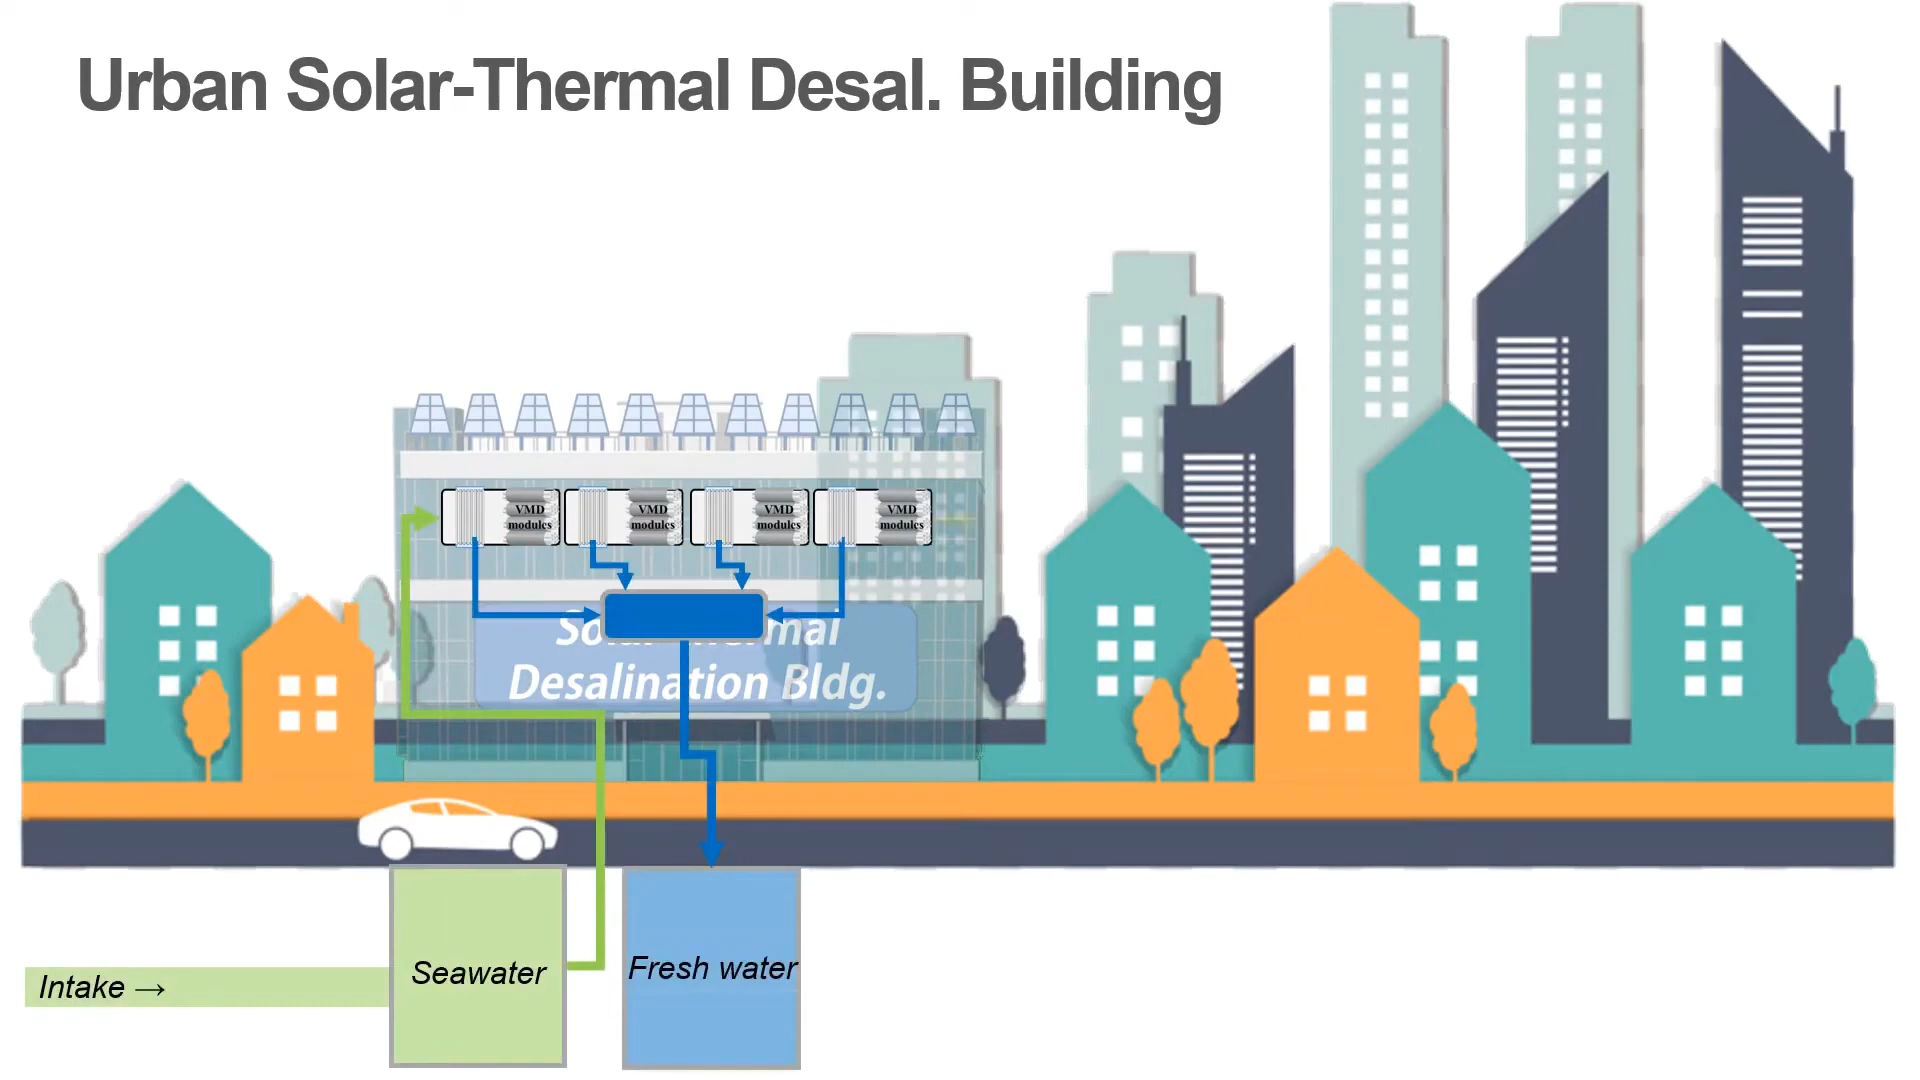 Urban Solar-Thermal Desal. Building
VMD
modules
VMD
modules
VMD
modules
VMD
modules
Desalination Bldg.
Intake →
Seawater
Fresh water